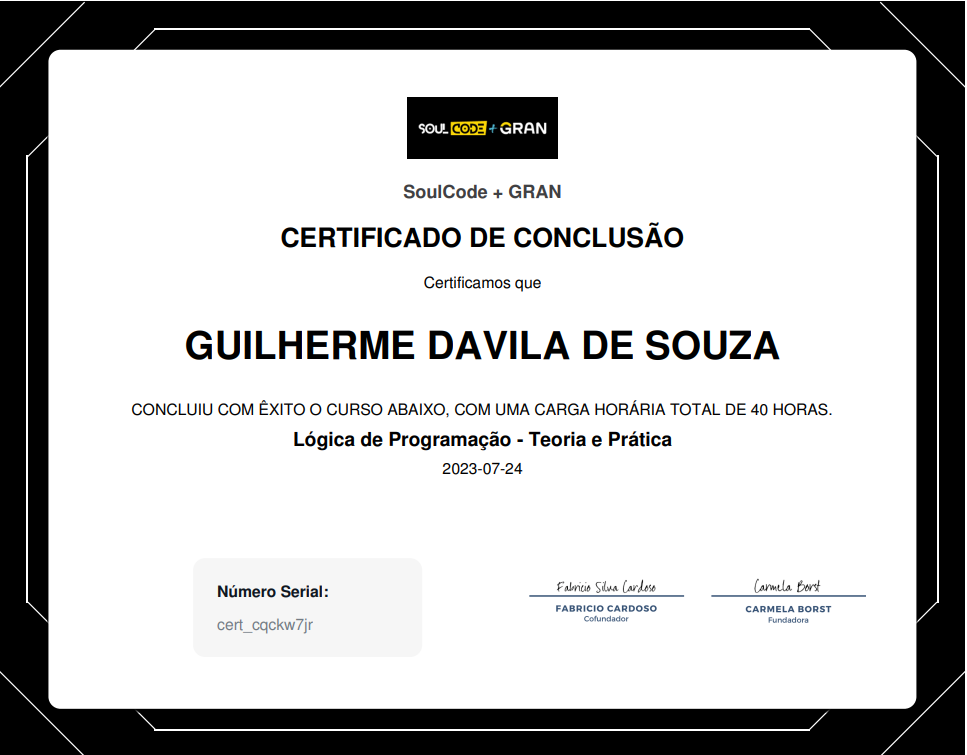 SOUL CODE + GRAN
SoulCode + GRAN
CERTIFICADO DE CONCLUSÃO
Certificamos que
GUILHERME DAVILA DE SOUZA
CONCLUIU COM ÊXITO O CURSO ABAIXO, COM UMA CARGA HORÁRIA TOTAL DE 40 HORAS.
Lógica de Programação - Teoria e Prática
2023-07-24
Número Serial:
cert_cqckw7jr
Fabricio Silva Cardoso
FABRICIO CARDOSO
Cofundador
Carmela Borst
CARMELA BORST
Fundadora